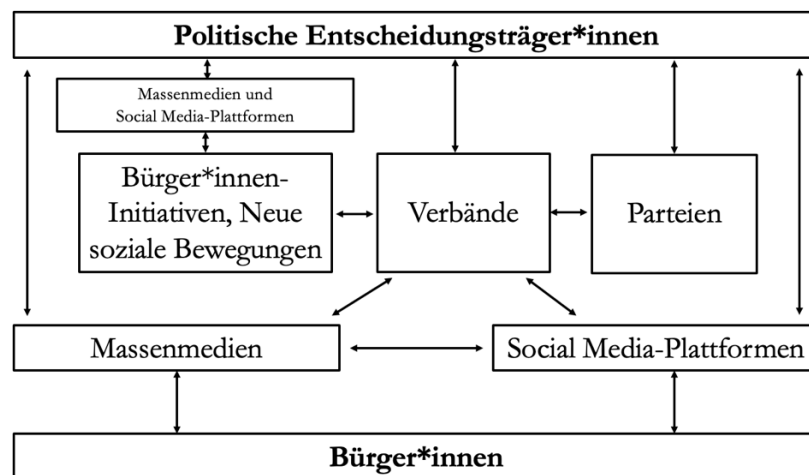 Politische Entscheidungsträger*innen
Massenmedien und
Social Media-Plattformen
Bürger*innen-
Initiativen, Neue
soziale Bewegungen
Verbände
Parteien
Massenmedien
Social Media-Plattformen
Bürger*innen